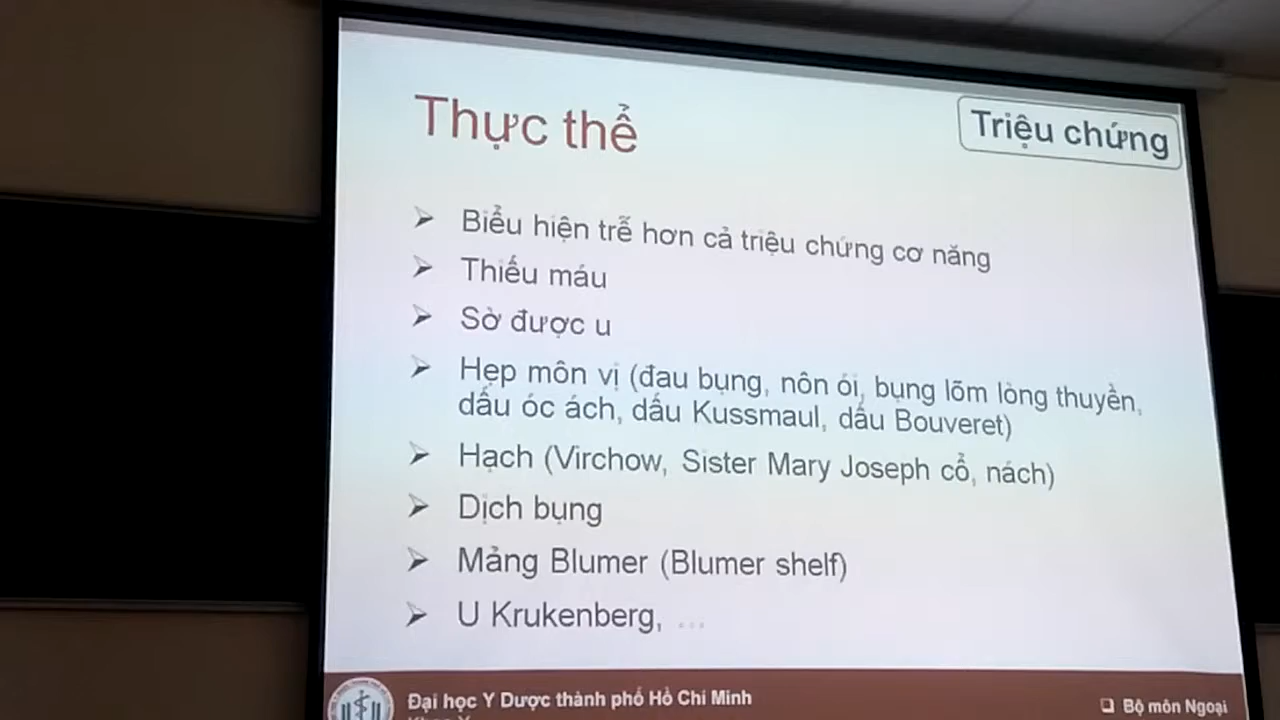 Thực thể
Triệu chứng
➢ Biểu hiện trễ hơn cả triệu chứng cơ năng
➢ Thiếu máu
➢ Sờ được u
➢ Hẹp môn vị (đau bụng, nôn ói, bụng lõm lòng thuyền,
dấu óc ách, dấu Kussmaul, dấu Bouveret)
➢ Hạch (Virchow, Sister Mary Joseph cổ, nách)
➢ Dịch bụng
➢ Mảng Blumer (Blumer shelf)
➢ U Krukenberg, ...
Đại học Y Dược thành phố Hồ Chí Minh
❑ Bộ môn Ngoại